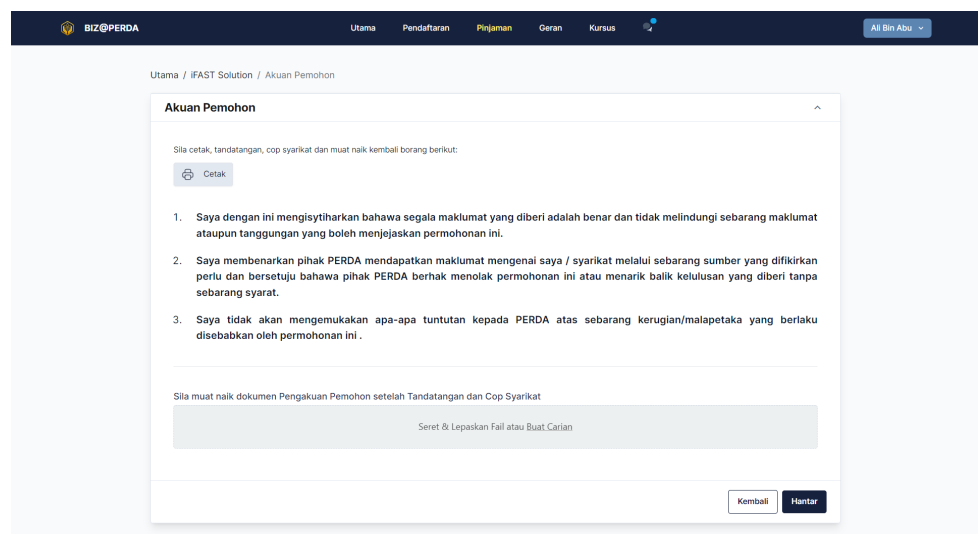 BIZ@PERDA
Utama Pendaftaran Pinjaman Geran Kursus
Ali Bin Abu
Utama / iFAST Solution / Akuan Pemohon
Akuan Pemohon
Sila cetak, tandatangan, cop syarikat dan muat naik kembali borang berikut:
Cetak
1. Saya dengan ini mengisytiharkan bahawa segala maklumat yang diberi adalah benar dan tidak melindungi sebarang maklumat
ataupun tanggungan yang boleh menjejaskan permohonan ini.
2. Saya membenarkan pihak PERDA mendapatkan maklumat mengenai saya / syarikat melalui sebarang sumber yang difikirkan
perlu dan bersetuju bahawa pihak PERDA berhak menolak permohonan ini atau menarik balik kelulusan yang diberi tanpa
sebarang syarat.
3. Saya tidak akan mengemukakan apa-apa tuntutan kepada PERDA atas sebarang kerugian/malapetaka yang berlaku
disebabkan oleh permohonan ini .
Sila muat naik dokumen Pengakuan Pemohon setelah Tandatangan dan Cop Syarikat
Seret & Lepaskan Fail atau Buat Carian
Kembali Hantar